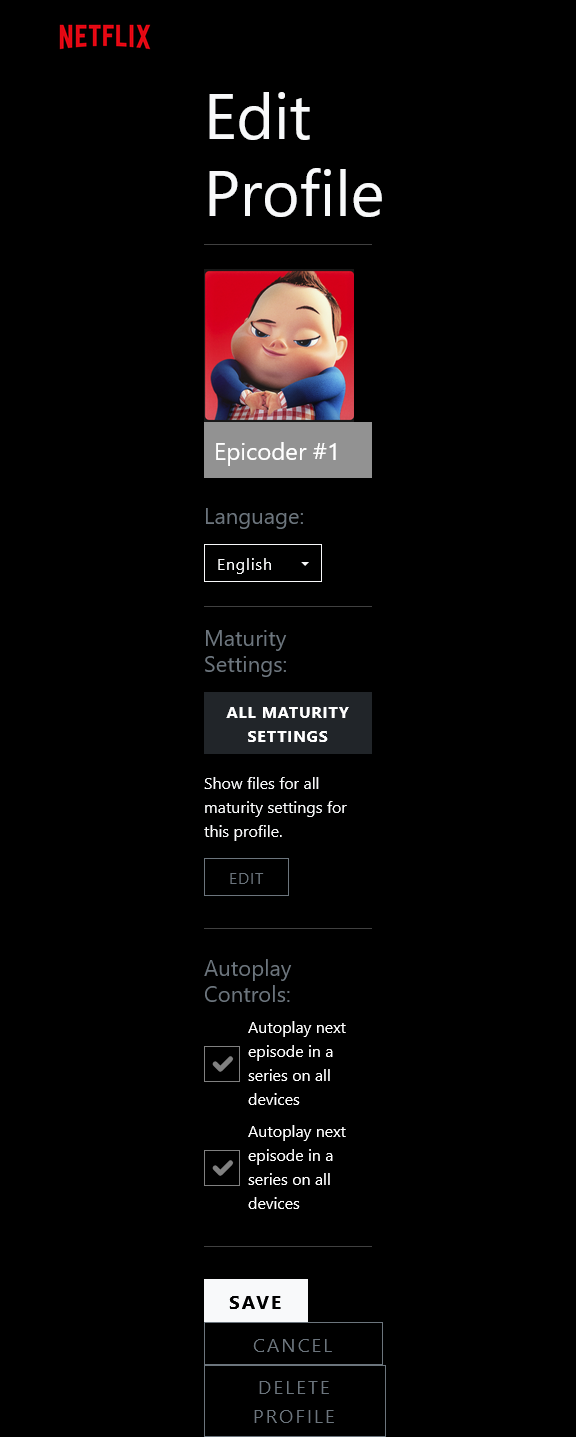 NETFLIX
Edit
Profile
Epicoder #1
Language:
English
Maturity
Settings:
ALL MATURITY
SETTINGS
Show files for all
maturity settings for
this profile.
EDIT
Autoplay
Controls:
Autoplay next
episode in a
series on all
devices
Autoplay next
episode in a
series on all
devices
SAVE
CANCEL
DELETE
PROFILE